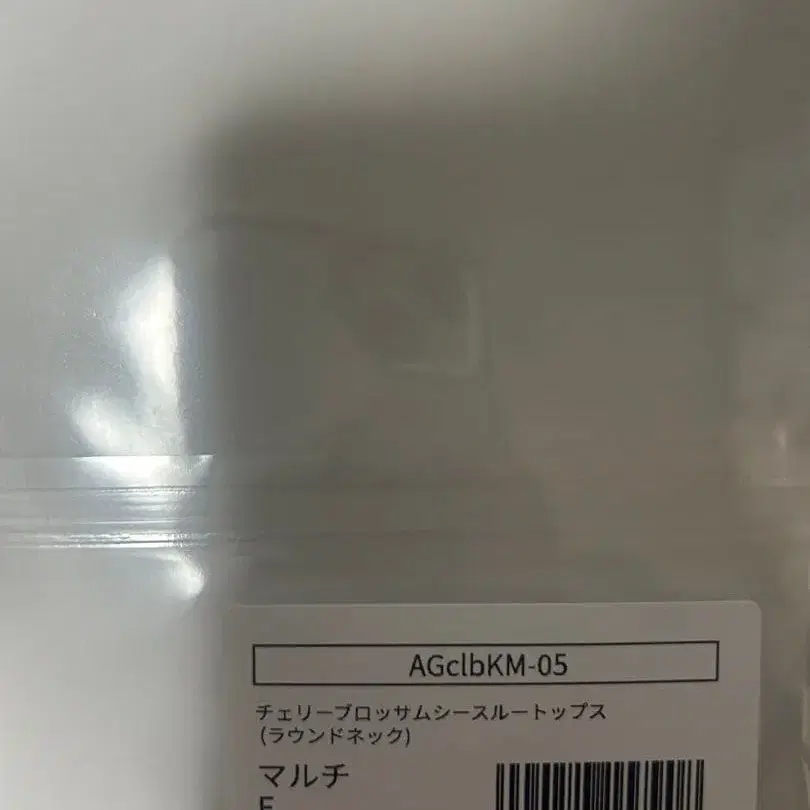 AGclbKM-05
チェリーブロッサムシースルートップス
(ラウンドネック)
マルチ
F